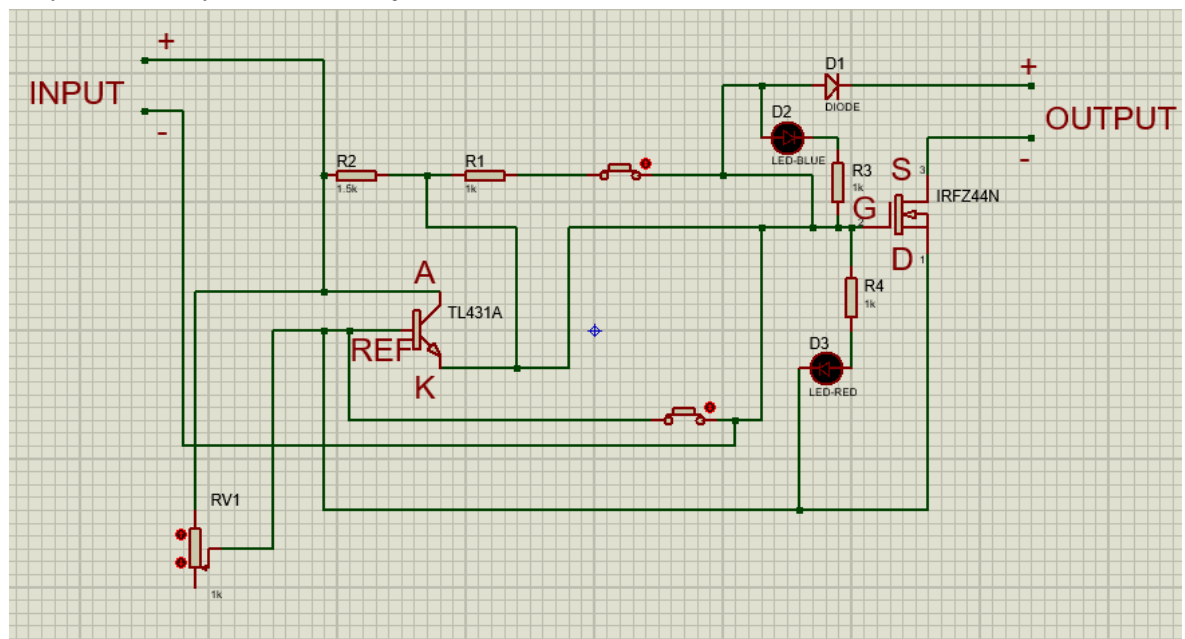 +
INPUT
-
D1
DIODE
+
OUTPUT
-
D2
LED-BLUE
R2
1.5k
R1
1k
R3
1k
S
3
IRFZ44N
G
2
D
1
A
TL431A
REF
K
R4
1k
D3
LED-RED
RV1
1k